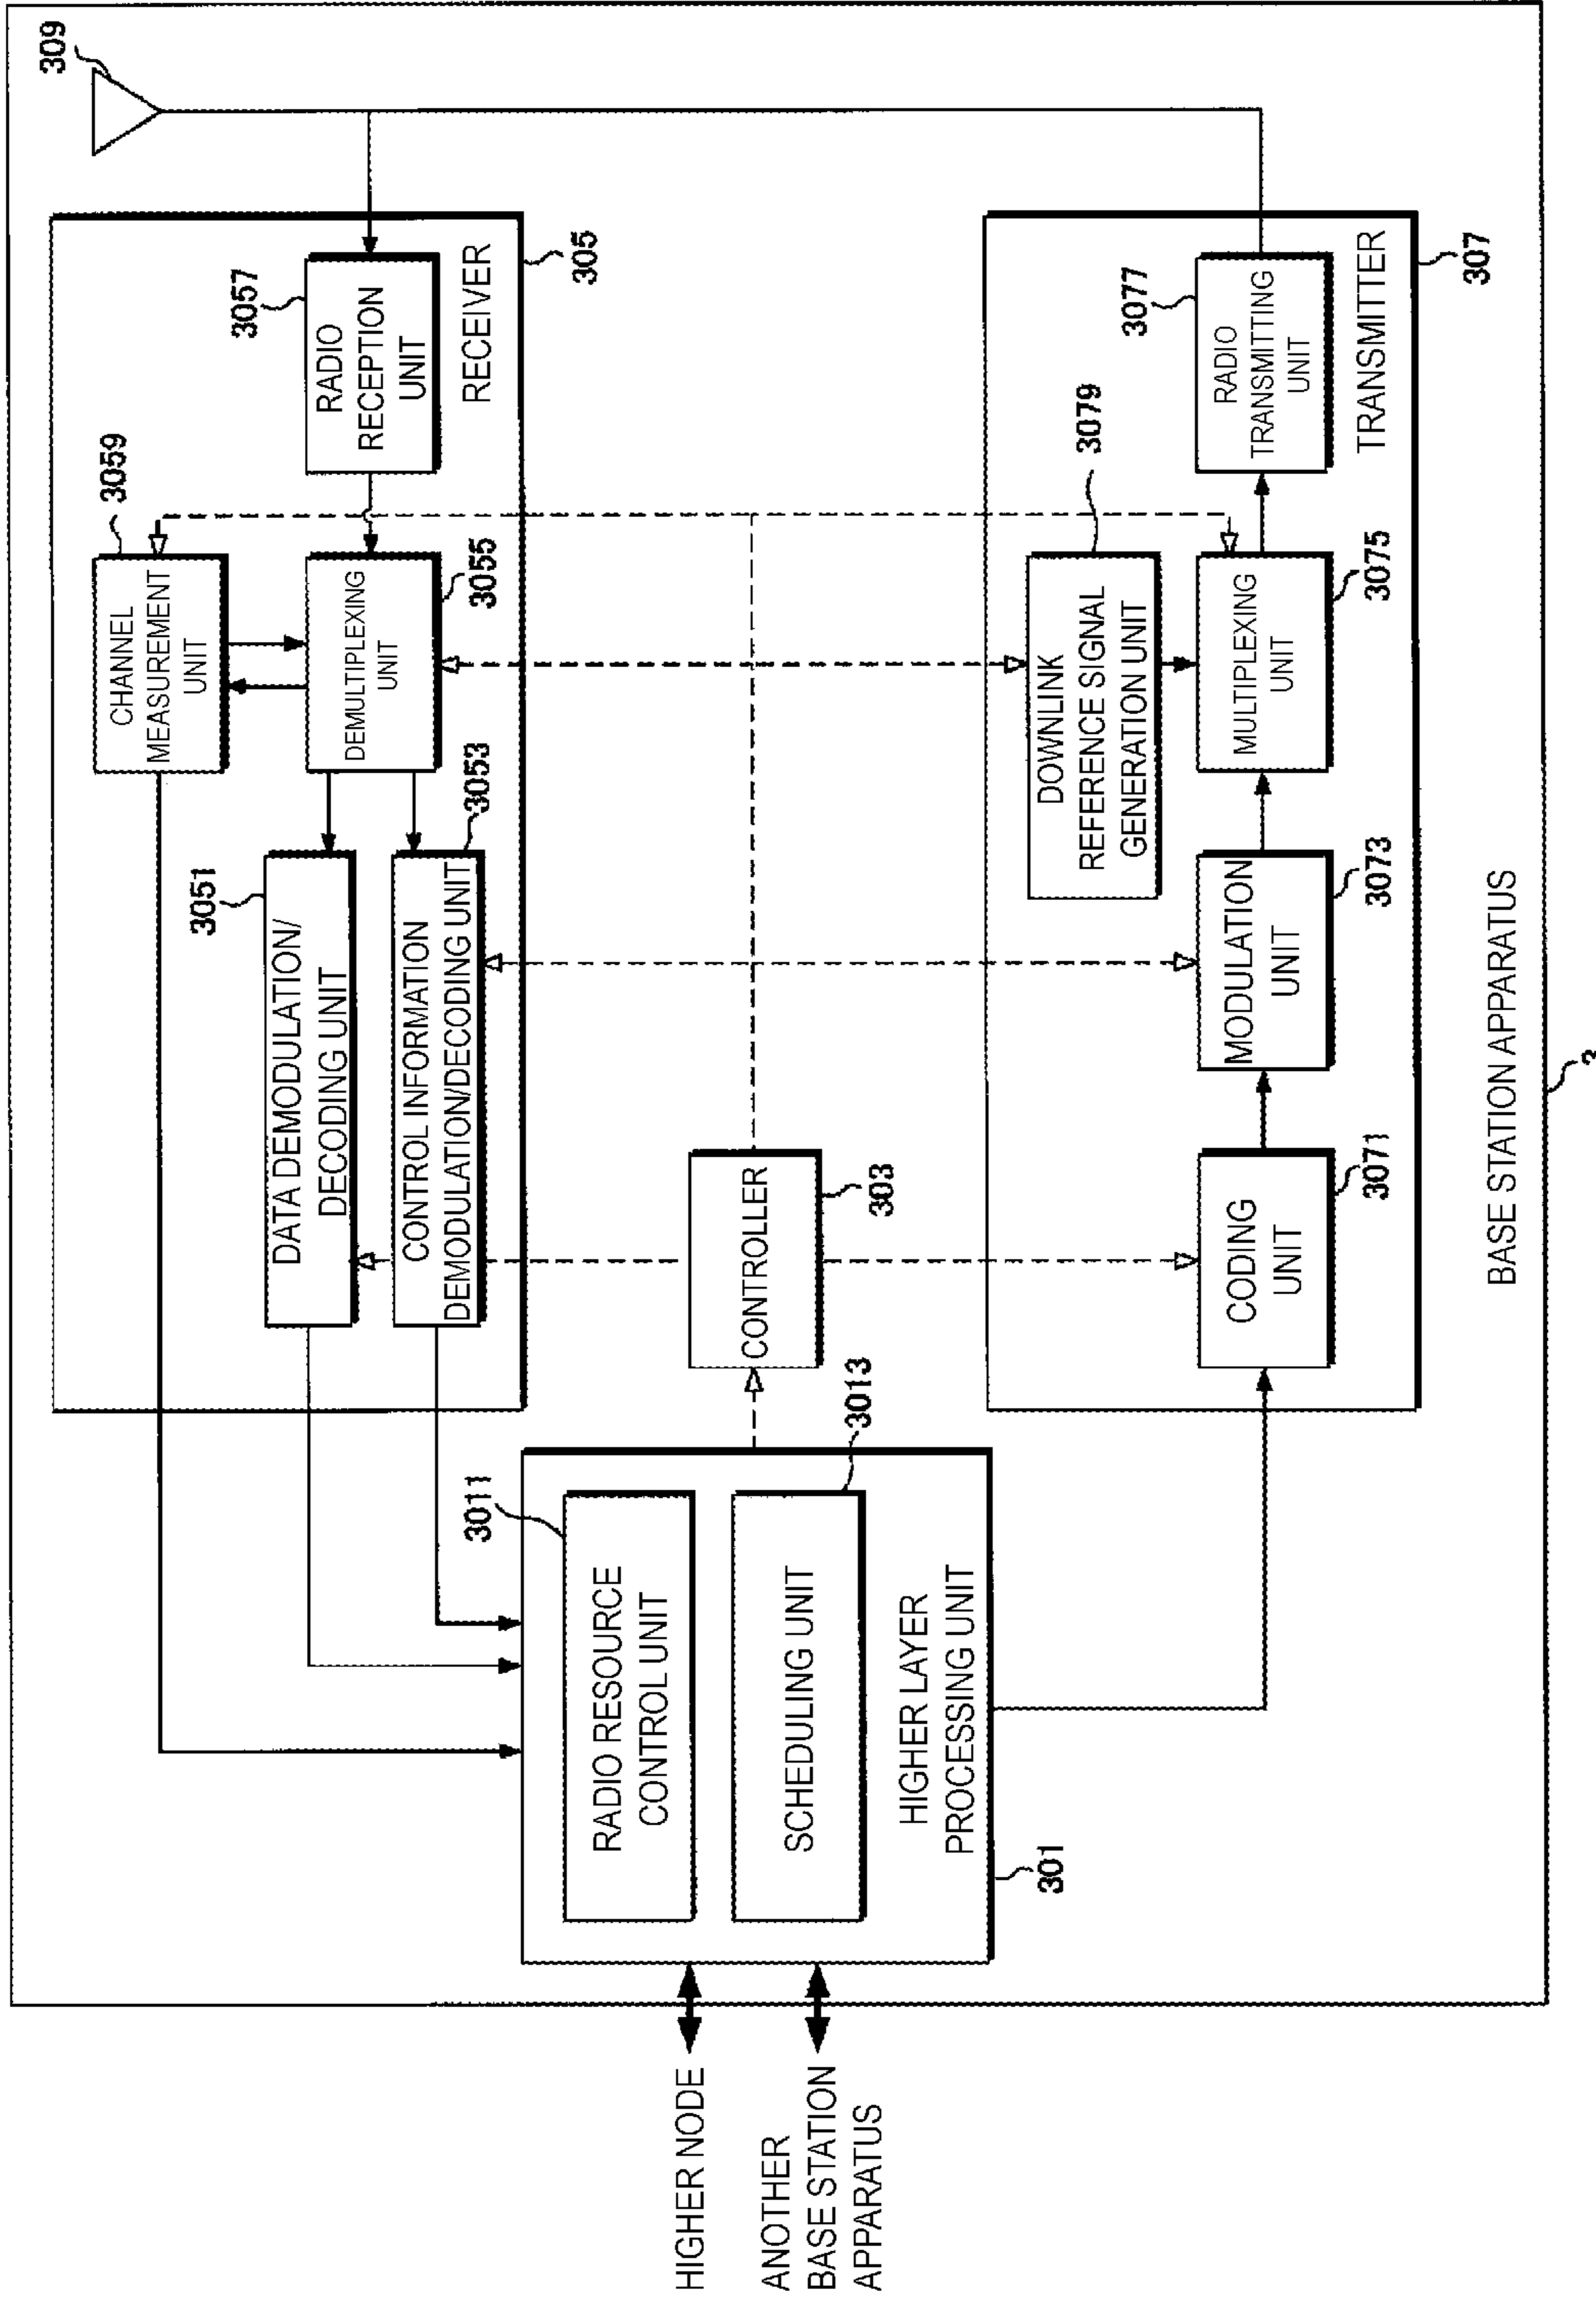 309
3059
CHANNEL
MEASUREMENT
UNIT
3057
RADIO
RECEPTION
UNIT
RECEIVER
305
DEMULTIPLEXING
UNIT
3055
3051
DATA DEMODULATION/
DECODING UNIT
3053
CONTROL INFORMATION
DEMODULATION/DECODING UNIT
CONTROLLER
303
3011
RADIO RESOURCE
CONTROL UNIT
3013
SCHEDULING UNIT
HIGHER LAYER
PROCESSING UNIT
301
HIGHER NODE
ANOTHER
BASE STATION
APPARATUS
3079
DOWNLINK
REFERENCE SIGNAL
GENERATION UNIT
CODING
UNIT
3071
MODULATION
UNIT
3073
MULTIPLEXING
UNIT
3075
3077
RADIO
TRANSMITTING
UNIT
TRANSMITTER
307
BASE STATION APPARATUS
3